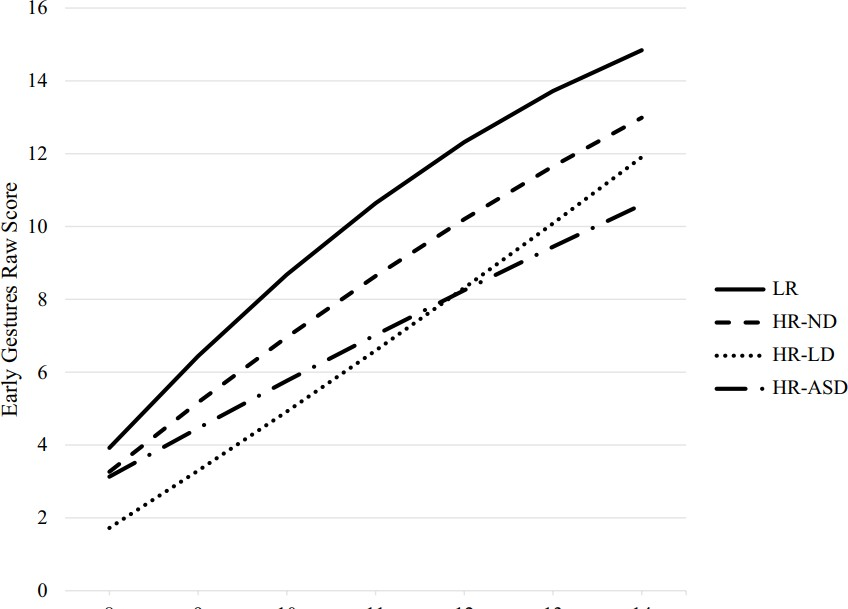 16
14
12
10
8
6
4
2
0
Early Gestures Raw Score
LR
HR-ND
HR-LD
HR-ASD